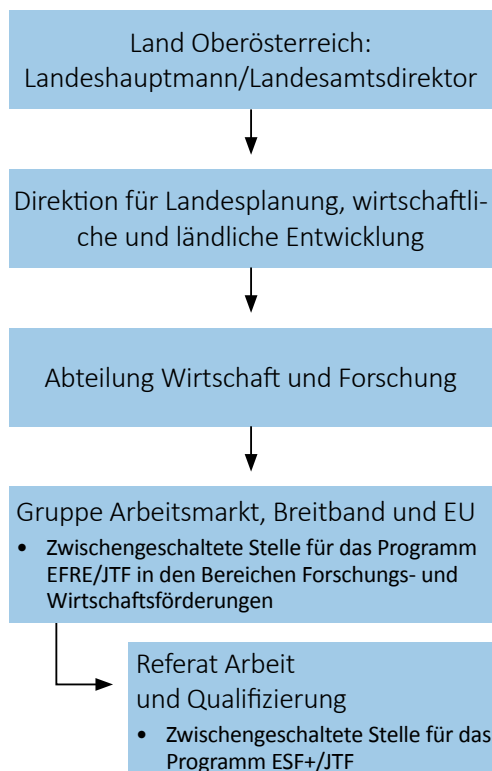 Land Oberösterreich:
Landeshauptmann/Landesamtsdirektor
Direktion für Landesplanung, wirtschaftli-
che und ländliche Entwicklung
Abteilung Wirtschaft und Forschung
Gruppe Arbeitsmarkt, Breitband und EU
• Zwischengeschaltete Stelle für das Programm
EFRE/JTF in den Bereichen Forschungs- und
Wirtschaftsförderungen
Referat Arbeit
und Qualifizierung
• Zwischengeschaltete Stelle für das
Programm ESF+/JTF